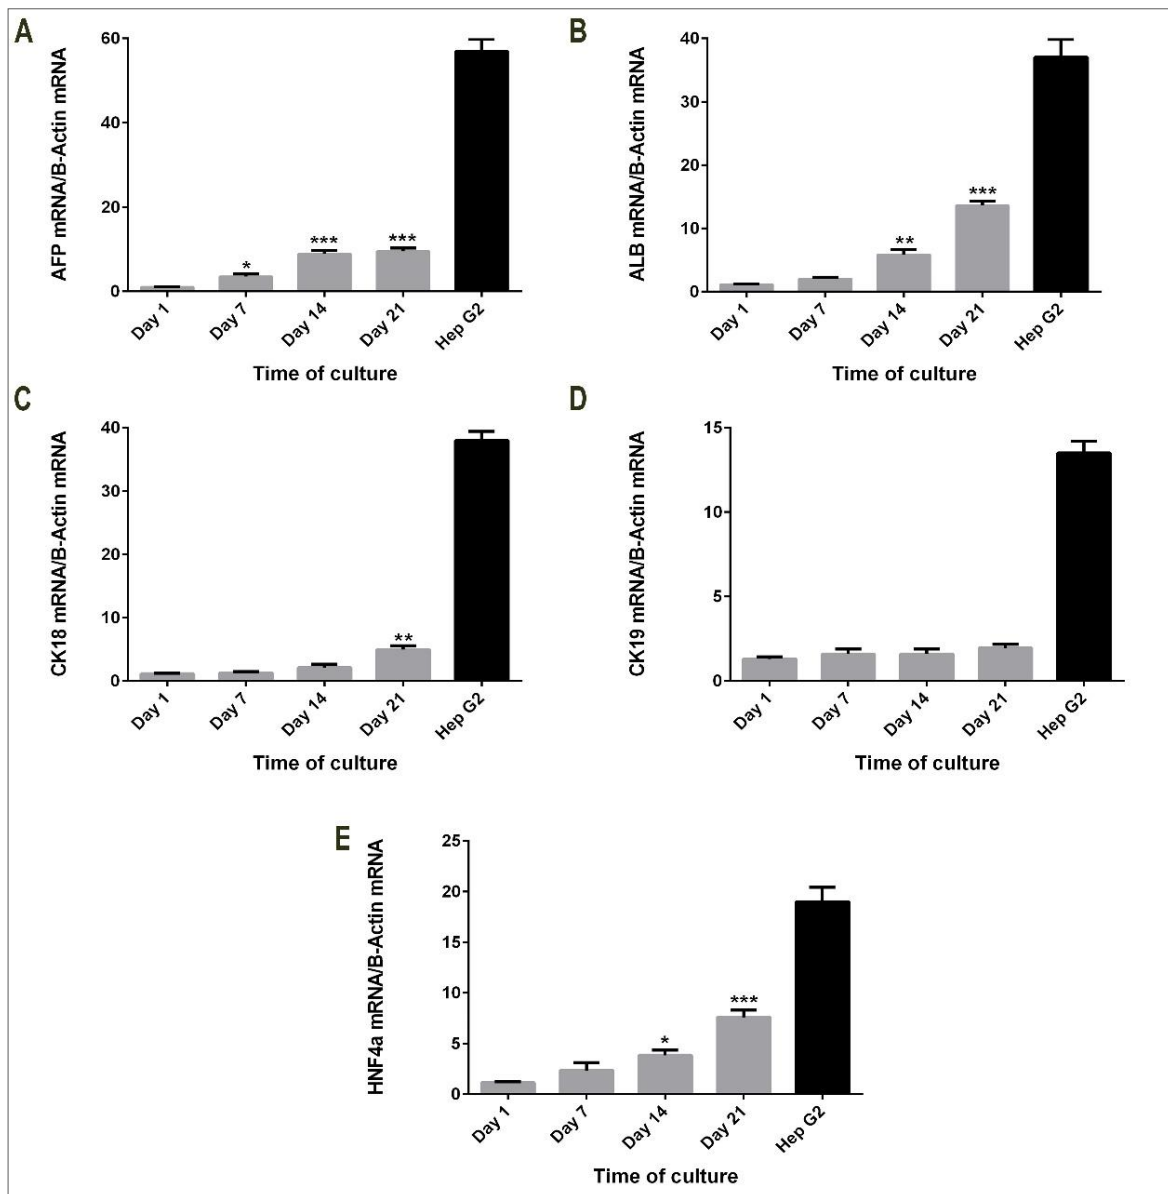 A
AFP mRNA/B-Actin mRNA
60
40
20
0
*
***
***
Day 1
Day 7
Day 14
Day 21
Hep G2
Time of culture
B
ALB mRNA/B-Actin mRNA
40
30
20
10
0
**
***
Day 1
Day 7
Day 14
Day 21
Hep G2
Time of culture
C
CK18 mRNA/B-Actin mRNA
40
30
20
10
0
**
Day 1
Day 7
Day 14
Day 21
Hep G2
Time of culture
D
CK19 mRNA/B-Actin mRNA
15
10
5
0
Day 1
Day 7
Day 14
Day 21
Hep G2
Time of culture
E
HNF4a mRNA/B-Actin mRNA
25
20
15
10
5
0
*
***
Day 1
Day 7
Day 14
Day 21
Hep G2
Time of culture